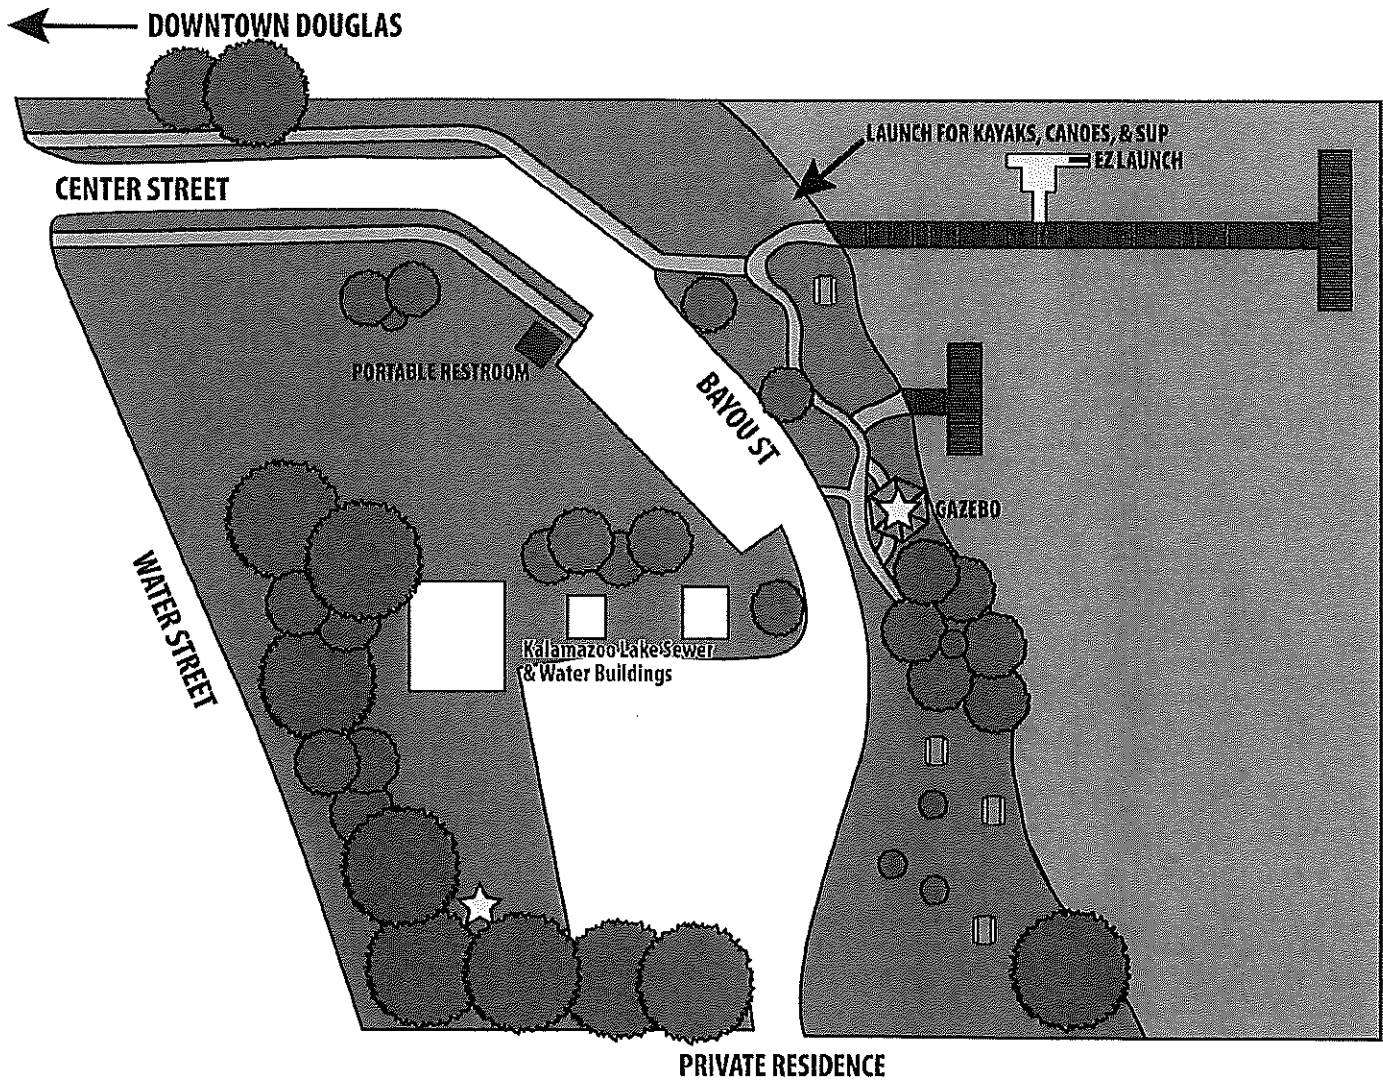 DOWNTOWN DOUGLAS
LAUNCH FOR KAYAKS, CANOES, & SUP
EZ LAUNCH
CENTER STREET
PORTABLE RESTROOM
BAYOU ST
GAZEBO
WATER STREET
Kalamazoo Lake Sewer
& Water Buildings
PRIVATE RESIDENCE